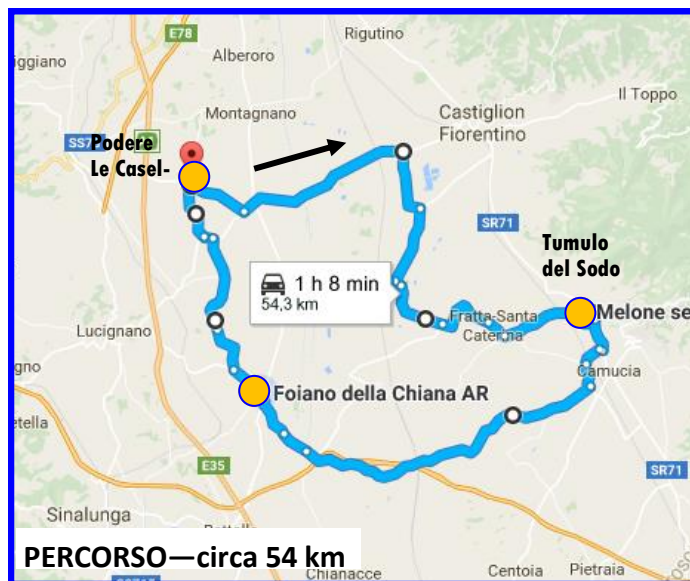 E78
Rigutino
Alberoro
iggiano
Il Toppo
Montagnano
Castiglion
Fiorentino
Podere
Le Casel-
SR71
Tumulo
del Sodo
1 h 8 min
54,3 km
Melone se
Fratta-Santa
Caterina
Lucignano
Camucia
Foiano della Chiana AR
E35
SR71
Sinalunga
PERCORSO—circa 54 km
Chianacce
Centoia
Pietraia